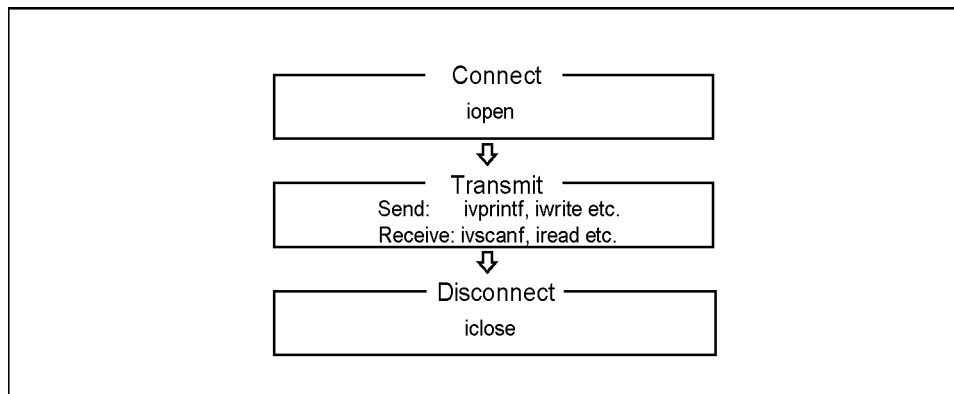 Connect
iopen
Transmit
Send: ivprintf, iwrite etc.
Receive: ivscanf, iread etc.
Disconnect
iclose